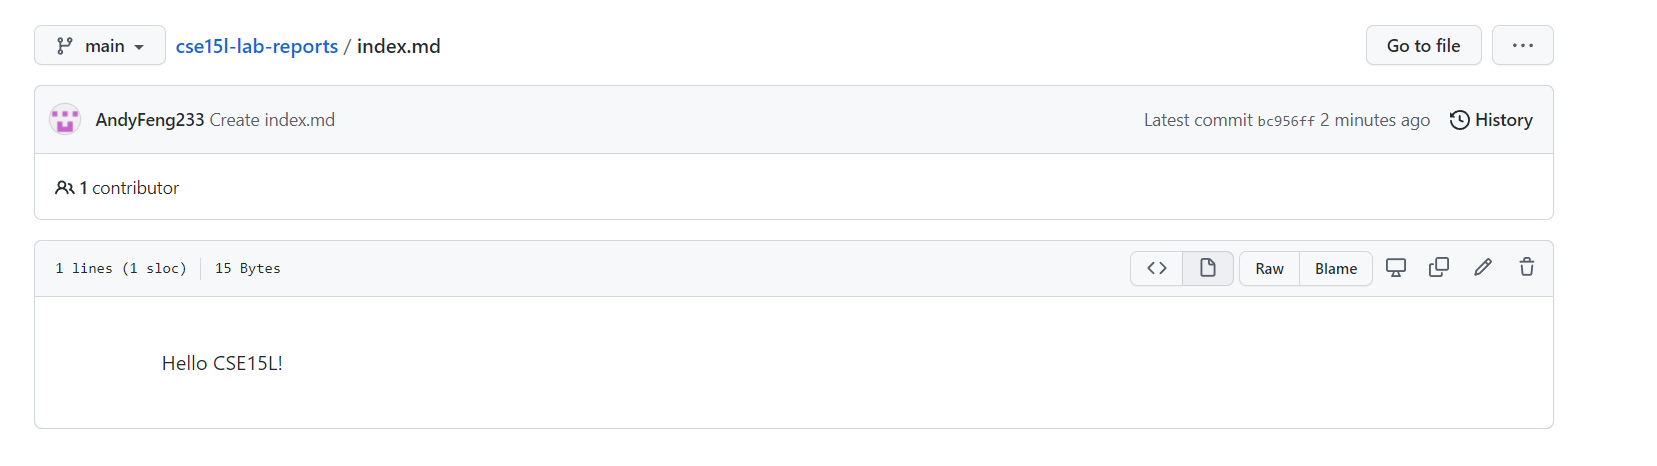 main cse15l-lab-reports / index.md Go to file ...
AndyFeng233 Create index.md Latest commit bc956ff 2 minutes ago History
1 contributor
1 lines (1 sloc) 15 Bytes <> Raw Blame
Hello CSE15L!